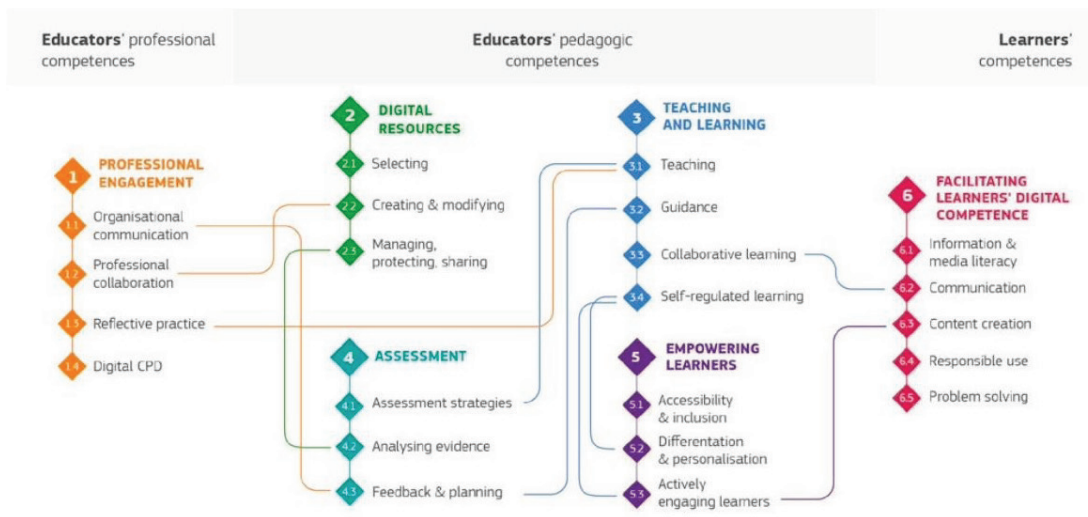 Educators' professional
competences
Educators' pedagogic
competences
Learners'
competences
1
PROFESSIONAL
ENGAGEMENT
1.1
Organisational
communication
1.2
Professional
collaboration
1.3
Reflective practice
1.4
Digital CPD
2
DIGITAL
RESOURCES
2.1
Selecting
2.2
Creating & modifying
2.3
Managing,
protecting, sharing
4
ASSESSMENT
4.1
Assessment strategies
4.2
Analysing evidence
4.3
Feedback & planning
3
TEACHING
AND LEARNING
3.1
Teaching
3.2
Guidance
3.3
Collaborative learning
3.4
Self-regulated learning
5
EMPOWERING
LEARNERS
5.1
Accessibility
& inclusion
5.2
Differentation
& personalisation
5.3
Actively
engaging learners
6
FACILITATING
LEARNERS' DIGITAL
COMPETENCE
6.1
Information &
media literacy
6.2
Communication
6.3
Content creation
6.4
Responsible use
6.5
Problem solving